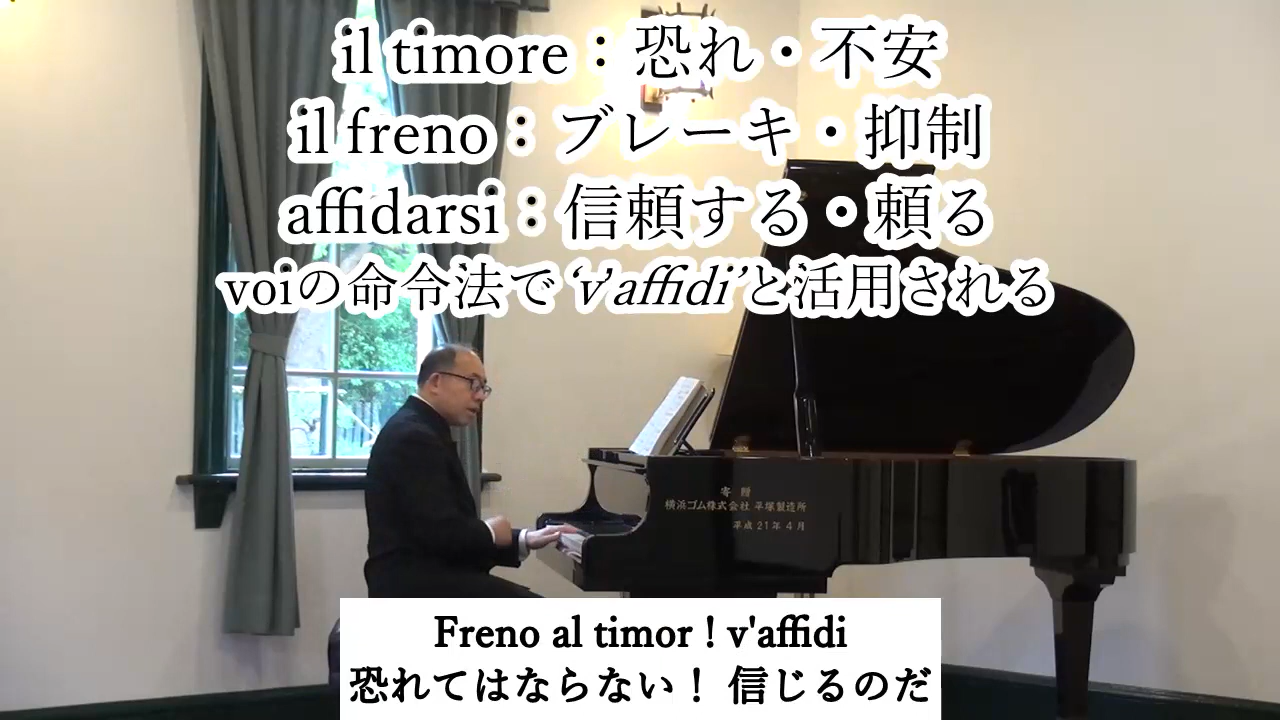 il timore：恐れ・不安
il freno：ブレーキ・抑制
affidarsi：信頼する・頼る
voiの命令法で ‘v'affidi’と活用される
寄 贈
横浜ゴム株式会社 平塚製造所
平成 21年 4月
Freno al timor ! v'affidi
恐れてはならない！ 信じるのだ